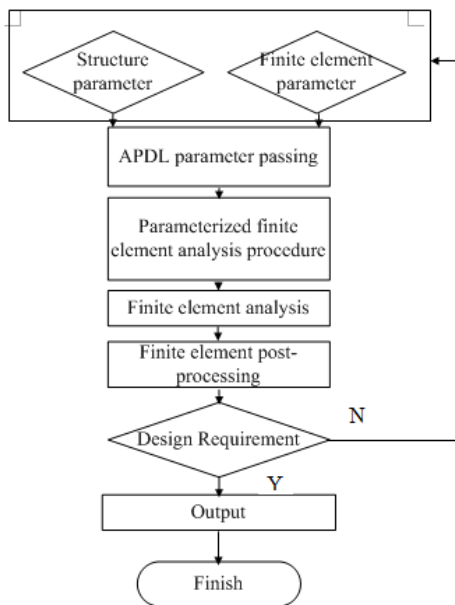 Structure
parameter
Finite element
parameter
APDL parameter passing
Parameterized finite
element analysis procedure
Finite element analysis
Finite element post-
processing
Design Requirement
N
Y
Output
Finish